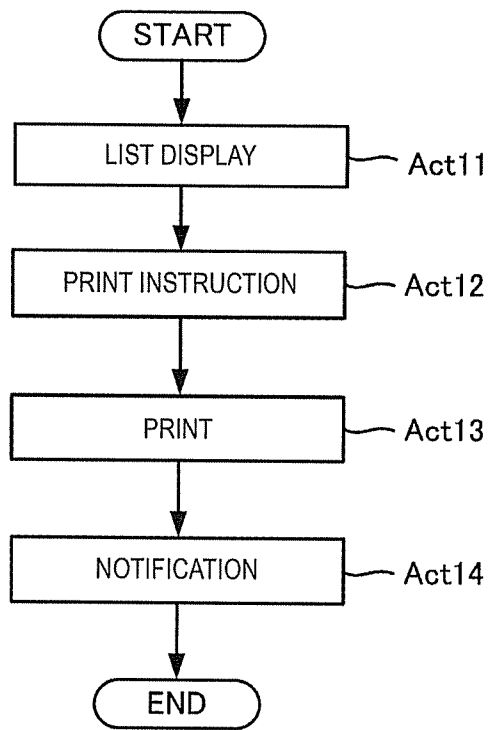 START
LIST DISPLAY
Act11
PRINT INSTRUCTION
Act12
PRINT
Act13
NOTIFICATION
Act14
END